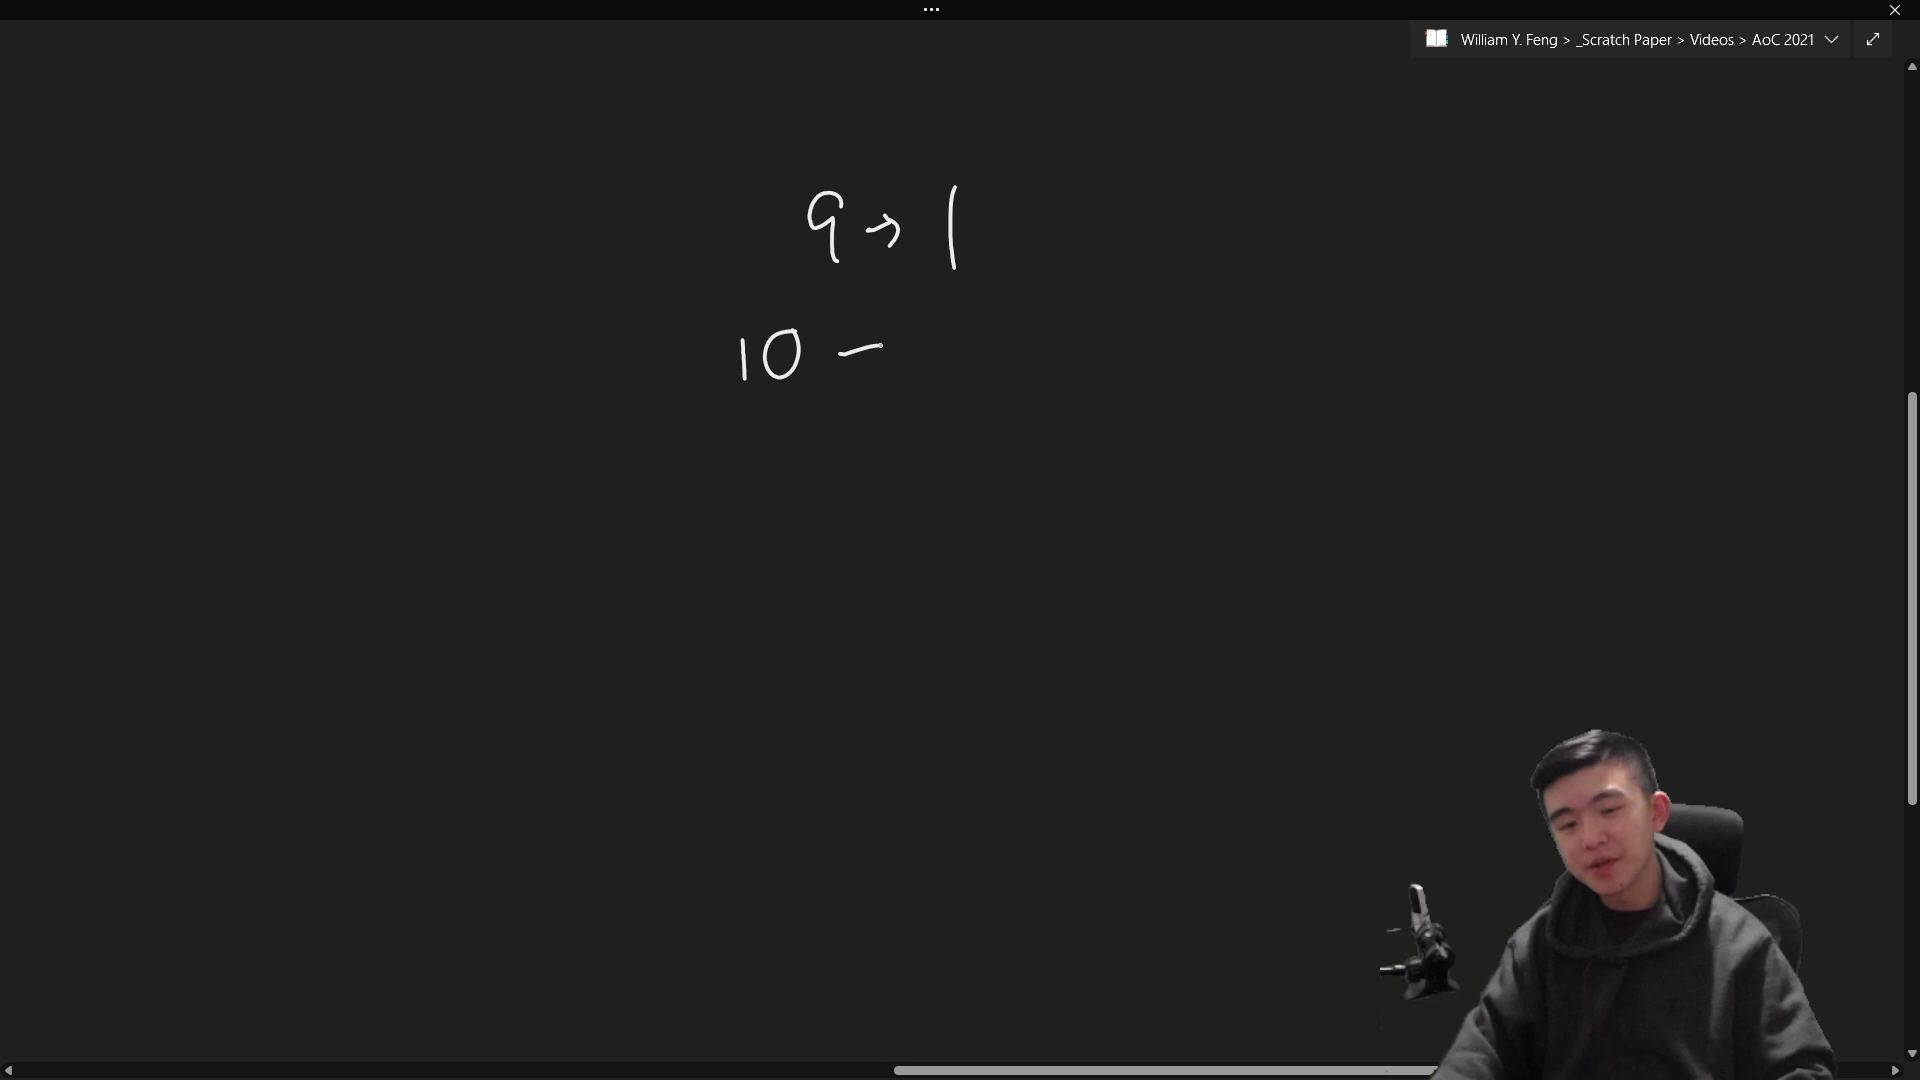 William Y. Feng > _Scratch Paper > Videos > AoC 2021
9 → 1
10 —